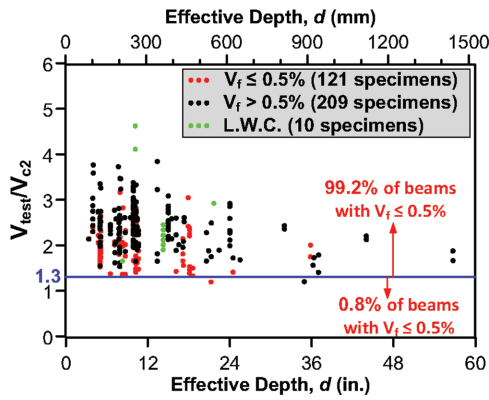 Effective Depth, d (mm)
0 300 600 900 1200 1500
6
5
4
3
2
1.3
1
0
Vtest/Vc2
Vf ≤ 0.5% (121 specimens)
Vf > 0.5% (209 specimens)
L.W.C. (10 specimens)
99.2% of beams
with Vf ≤ 0.5%
0.8% of beams
with Vf ≤ 0.5%
0 12 24 36 48 60
Effective Depth, d (in.)